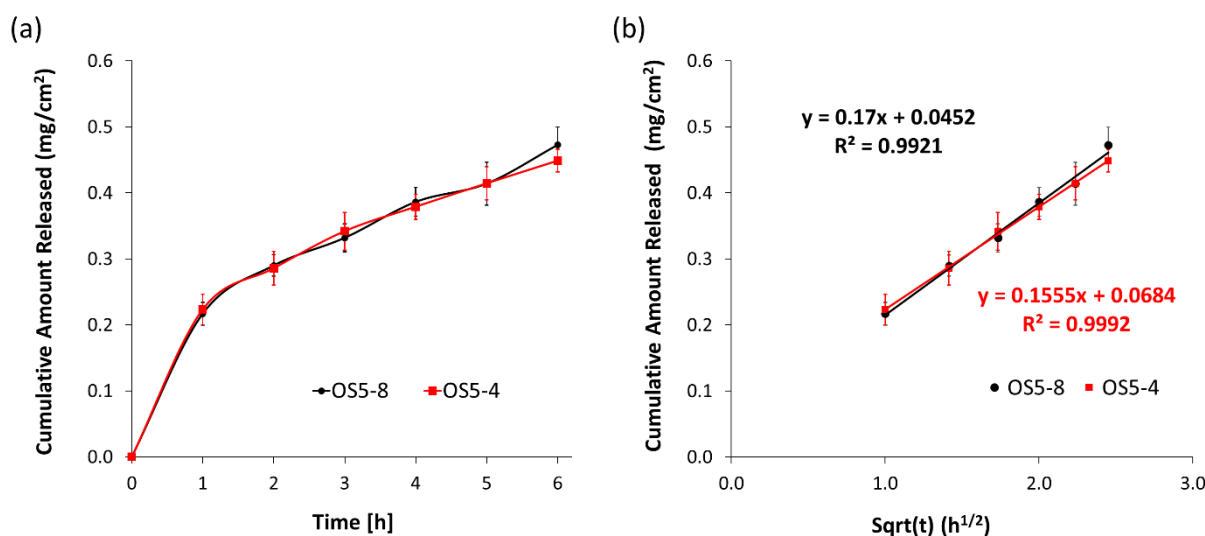 (a)
Cumulative Amount Released (mg/cm²)
0.6
0.5
0.4
0.3
0.2
0.1
0.0
OS5-8
OS5-4
0 1 2 3 4 5 6
Time [h]
(b)
Cumulative Amount Released (mg/cm²)
0.6
0.5
0.4
0.3
0.2
0.1
0.0
y = 0.17x + 0.0452
R² = 0.9921
y = 0.1555x + 0.0684
R² = 0.9992
OS5-8
OS5-4
0.0 1.0 2.0 3.0
Sqrt(t) (h^1/2)